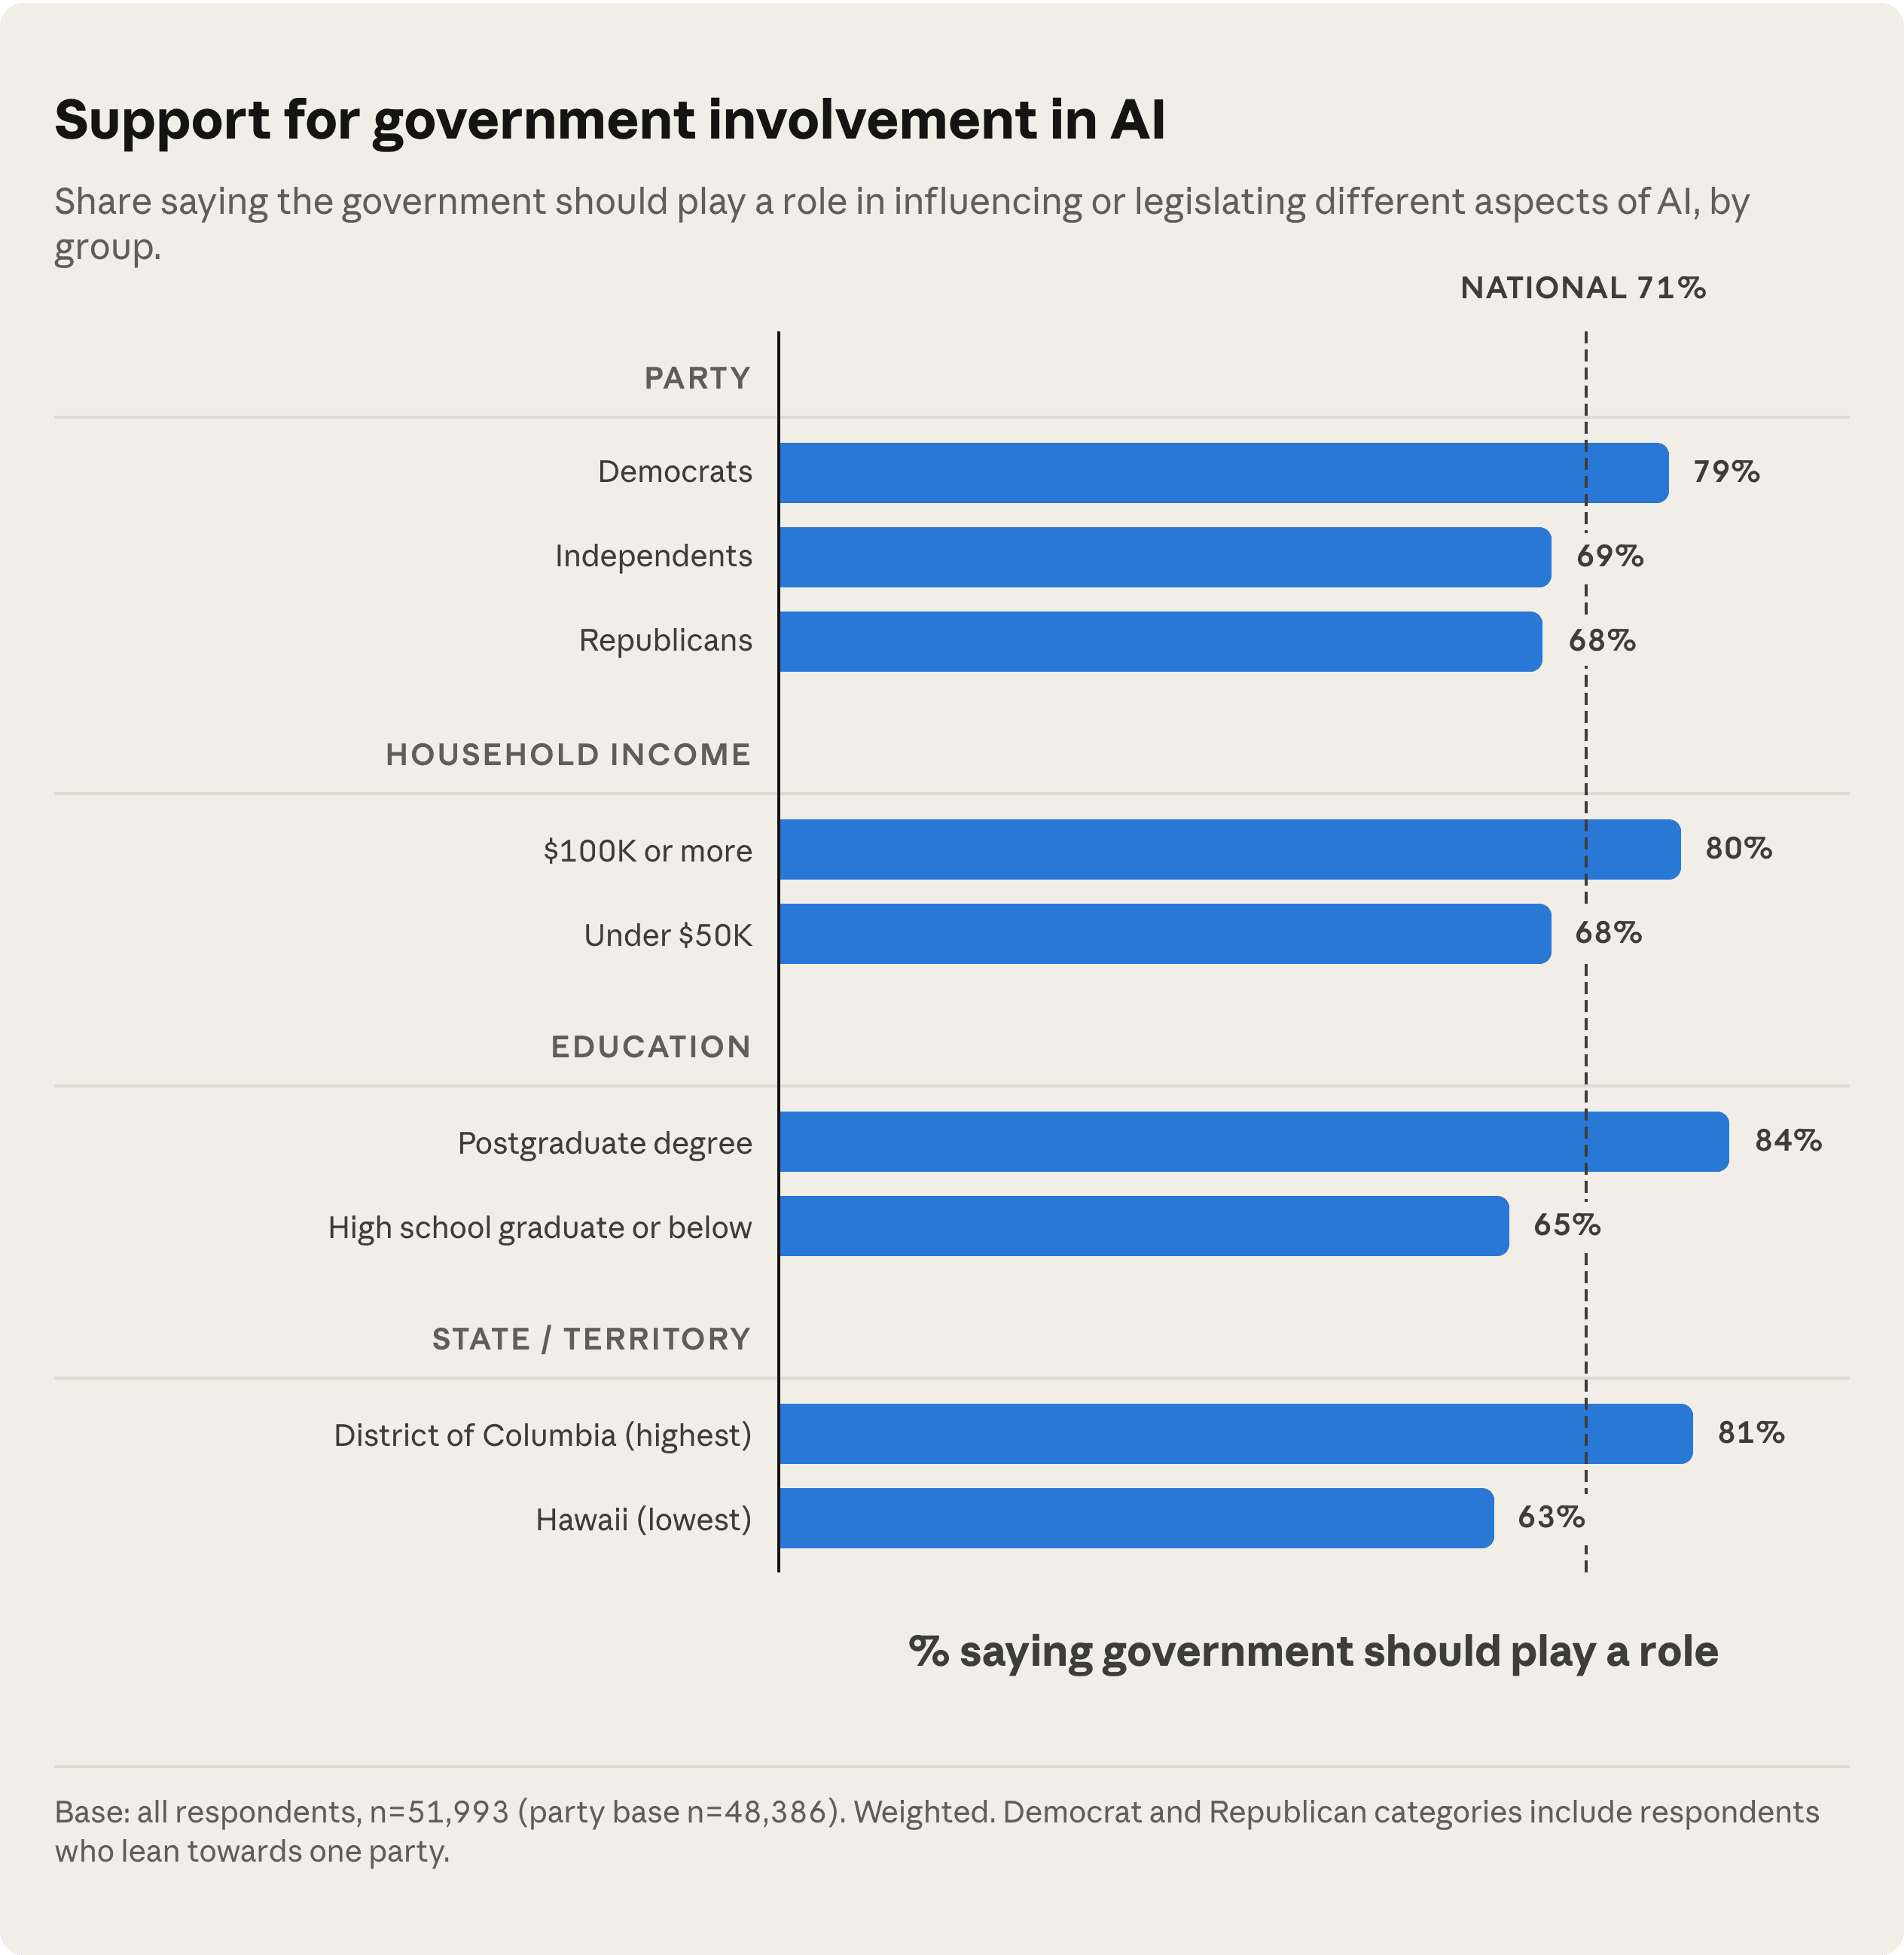 Support for government involvement in AI
Share saying the government should play a role in influencing or legislating different aspects of AI, by
group.
NATIONAL 71%
PARTY
Democrats 79%
Independents 69%
Republicans 68%
HOUSEHOLD INCOME
$100K or more 80%
Under $50K 68%
EDUCATION
Postgraduate degree 84%
High school graduate or below 65%
STATE / TERRITORY
District of Columbia (highest) 81%
Hawaii (lowest) 63%
% saying government should play a role
Base: all respondents, n=51,993 (party base n=48,386). Weighted. Democrat and Republican categories include respondents
who lean towards one party.